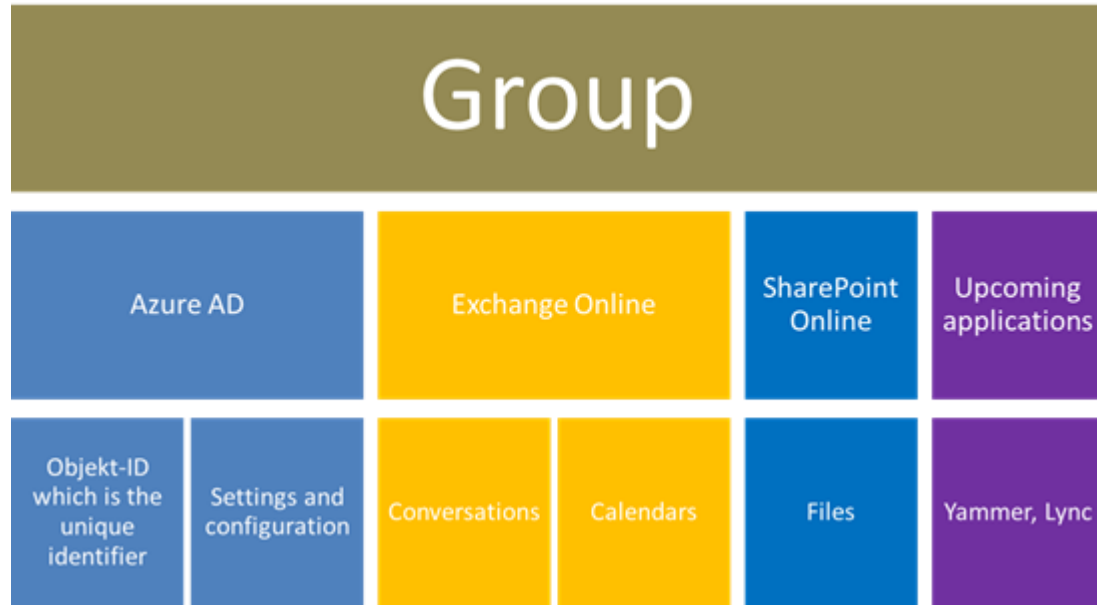 Group
Azure AD
Exchange Online
SharePoint
Online
Upcoming
applications
Objekt-ID
which is the
unique
identifier
Settings and
configuration
Conversations
Calendars
Files
Yammer, Lync